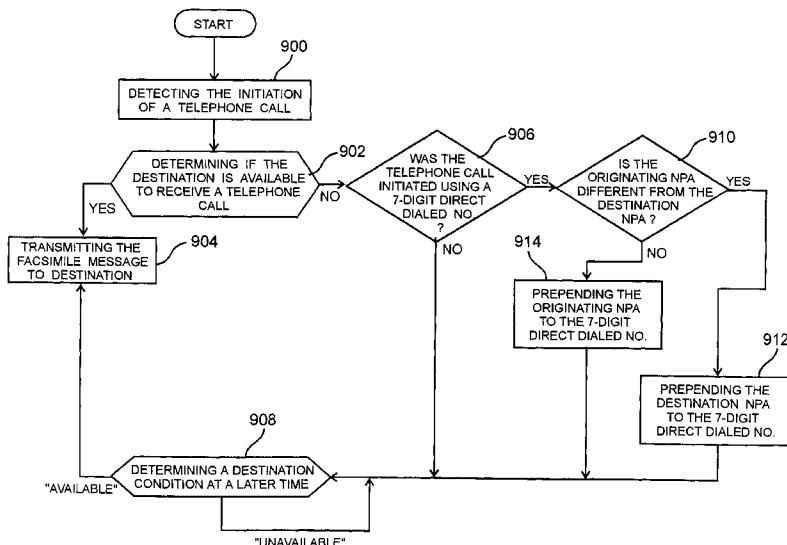 START
900
DETECTING THE INITIATION
OF A TELEPHONE CALL
902
DETERMINING IF THE
DESTINATION IS AVAILABLE
TO RECEIVE A TELEPHONE
CALL
YES
NO
904
TRANSMITTING THE
FACSIMILE MESSAGE
TO DESTINATION
906
WAS THE
TELEPHONE CALL
INITIATED USING A
7-DIGIT DIRECT
DIALED NO.
?
YES
NO
910
IS THE
ORIGINATING NPA
DIFFERENT FROM THE
DESTINATION
NPA ?
YES
NO
914
PREPENDING THE
ORIGINATING NPA
TO THE 7-DIGIT
DIRECT DIALED NO.
912
PREPENDING THE
DESTINATION NPA
TO THE 7-DIGIT
DIRECT DIALED NO.
908
DETERMINING A DESTINATION
CONDITION AT A LATER TIME
"AVAILABLE"
"UNAVAILABLE"